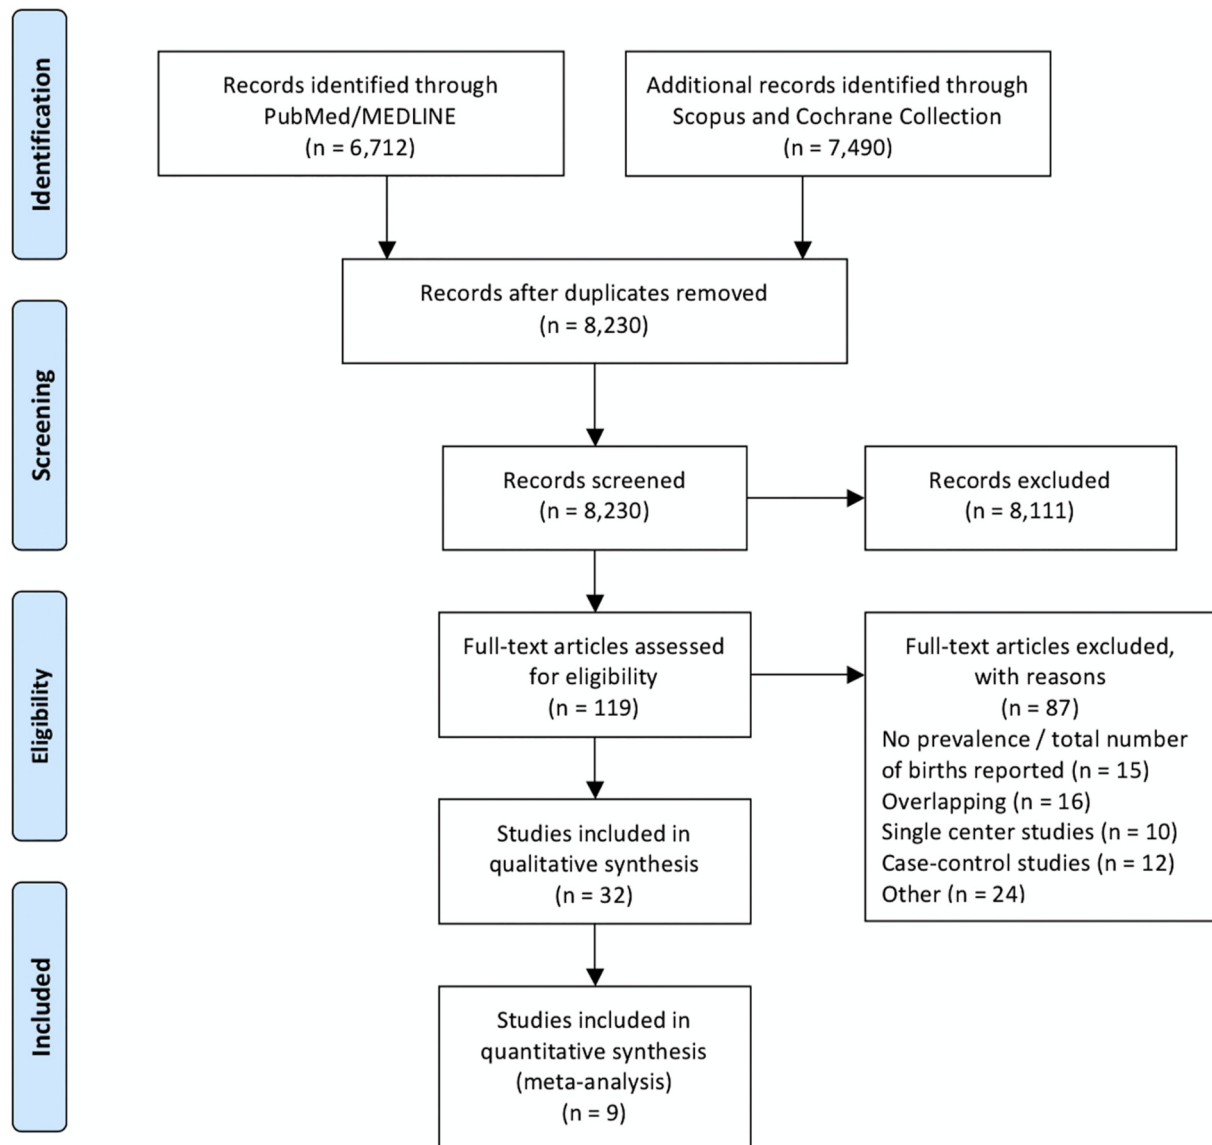 Identification
Records identified through
PubMed/MEDLINE
(n = 6,712)
Additional records identified through
Scopus and Cochrane Collection
(n = 7,490)
Records after duplicates removed
(n = 8,230)
Screening
Records screened
(n = 8,230)
Records excluded
(n = 8,111)
Eligibility
Full-text articles assessed
for eligibility
(n = 119)
Full-text articles excluded,
with reasons
(n = 87)
No prevalence / total number
of births reported (n = 15)
Overlapping (n = 16)
Single center studies (n = 10)
Case-control studies (n = 12)
Other (n = 24)
Studies included in
qualitative synthesis
(n = 32)
Included
Studies included in
quantitative synthesis
(meta-analysis)
(n = 9)